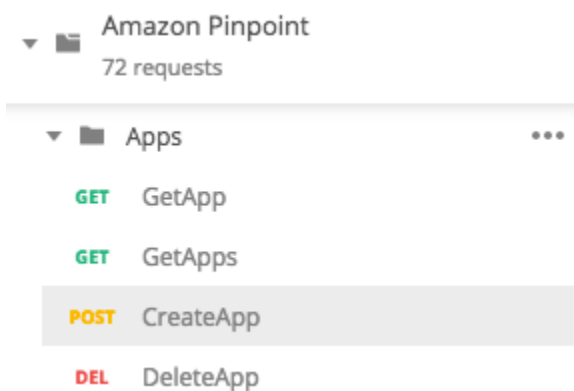 Amazon Pinpoint
72 requests
Apps
GET GetApp
GET GetApps
POST CreateApp
DEL DeleteApp